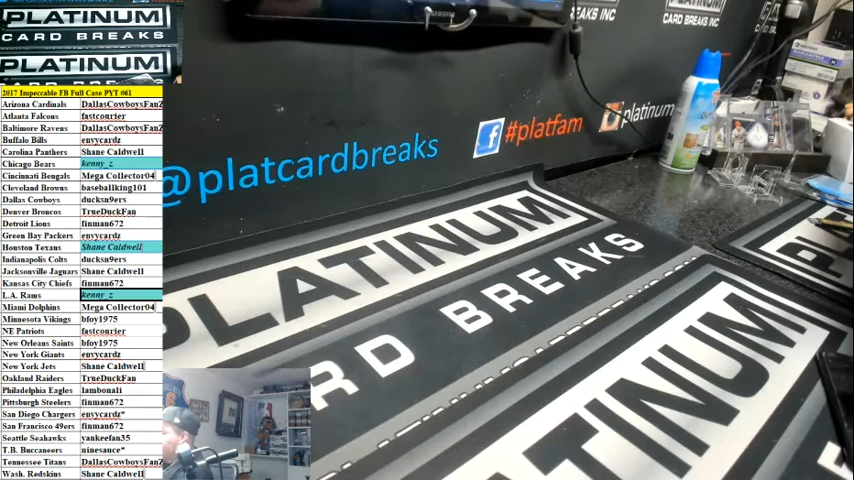 PLATINUM
CARD BREAKS
PLATINUM
2017 Impeccable FB Full Case PYT #61
Arizona Cardinals DallasCowboysFanZ
Atlanta Falcons fastcourier
Baltimore Ravens DallasCowboysFanZ
Buffalo Bills envycardz
Carolina Panthers Shane Caldwell
Chicago Bears kenny_z
Cincinnati Bengals Mega Collector04
Cleveland Browns baseballking101
Dallas Cowboys ducksn9ers
Denver Broncos TrueDuckFan
Detroit Lions finman672
Green Bay Packers envycardz
Houston Texans Shane Caldwell
Indianapolis Colts ducksn9ers
Jacksonville Jaguars Shane Caldwell
Kansas City Chiefs finman672
L.A. Rams kenny_z
Miami Dolphins Mega Collector04
Minnesota Vikings bfoy1975
NE Patriots fastcourier
New Orleans Saints bfoy1975
New York Giants envycardz
New York Jets Shane Caldwell
Oakland Raiders TrueDuckFan
Philadelphia Eagles lambonali
Pittsburgh Steelers finman672
San Diego Chargers envycardz*
San Francisco 49ers finman672
Seattle Seahawks yankeefan35
T.B. Buccaneers ninesauce*
Tennessee Titans DallasCowboysFanZ
Wash. Redskins Shane Caldwell
SAMSUNG
BREAKS INC
PLATINUM
CARD BREAKS INC
@platcardbreaks
f #platfam
platinum
PLATINUM
CARD BREAKS
PLATINUM